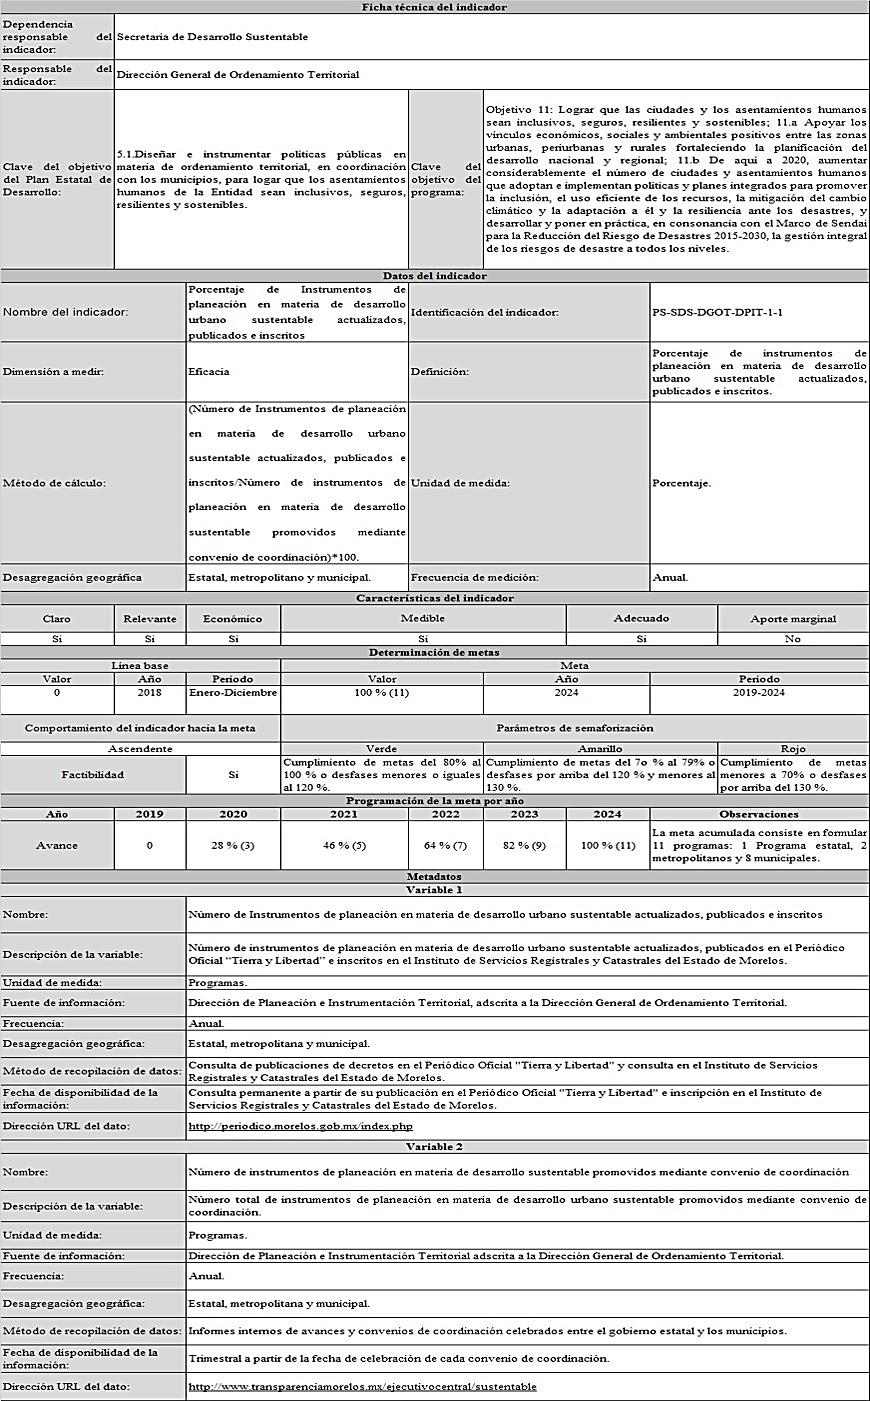 Ficha técnica del indicador
Dependencia
responsable del
indicador:
Secretaría de Desarrollo Sustentable
Responsable del
indicador:
Dirección General de Ordenamiento Territorial
Clave del objetivo
del Plan Estatal de
Desarrollo:
5.1.Diseñar e instrumentar políticas públicas en
materia de ordenamiento territorial, en coordinación
con los municipios, para lograr que los asentamientos
humanos de la Entidad sean inclusivos, seguros,
resilientes y sostenibles.
Clave del
objetivo del
programa:
Objetivo 11: Lograr que las ciudades y los asentamientos humanos
sean inclusivos, seguros, resilientes y sostenibles; 11.a Apoyar los
vínculos económicos, sociales y ambientales positivos entre las zonas
urbanas, periurbanas y rurales fortaleciendo la planificación del
desarrollo nacional y regional; 11.b De aquí a 2020, aumentar
considerablemente el número de ciudades y asentamientos humanos
que adoptan e implementan políticas y planes integrados para promover
la inclusión, el uso eficiente de los recursos, la mitigación del cambio
climático y la adaptación a él y la resiliencia ante los desastres, y
desarrollar y poner en práctica, en consonancia con el Marco de Sendai
para la Reducción del Riesgo de Desastres 2015-2030, la gestión integral
de los riesgos de desastre a todos los niveles.
Datos del indicador
Nombre del indicador:
Porcentaje de Instrumentos de
planeación en materia de desarrollo
urbano sustentable actualizados,
publicados e inscritos
Identificación del indicador:
PS-SDS-DGOT-DPIT-1-1
Dimensión a medir:
Eficacia
Definición:
Porcentaje de instrumentos de
planeación en materia de desarrollo
urbano sustentable actualizados,
publicados e inscritos.
Método de cálculo:
(Número de Instrumentos de planeación
en materia de desarrollo urbano
sustentable actualizados, publicados e
inscritos/Número de instrumentos de
planeación en materia de desarrollo
sustentable promovidos mediante
convenio de coordinación)*100.
Unidad de medida:
Porcentaje.
Desagregación geográfica
Estatal, metropolitano y municipal.
Frecuencia de medición:
Anual.
Características del indicador
Claro Relevante Económico Medible Adecuado Aporte marginal
Si Si Si Si Si No
Determinación de metas
Línea base Meta
Valor Año Periodo Valor Año Periodo
0 2018 Enero-Diciembre 100 % (11) 2024 2019-2024
Comportamiento del indicador hacia la meta Parámetros de semaforización
Ascendente Verde Amarillo Rojo
Factibilidad Si
Cumplimiento de metas del 80% al
100 % o desfases menores o iguales
al 120 %.
Cumplimiento de metas del 7o % al 79% o
desfases por arriba del 120 % y menores al
130 %.
Cumplimiento de metas
menores a 70% o desfases
por arriba del 130 %.
Programación de la meta por año
Año 2019 2020 2021 2022 2023 2024 Observaciones
Avance 0 28 % (3) 46 % (5) 64 % (7) 82 % (9) 100 % (11)
La meta acumulada consiste en formular
11 programas: 1 Programa estatal, 2
metropolitanos y 8 municipales.
Metadatos
Variable 1
Nombre:
Número de Instrumentos de planeación en materia de desarrollo urbano sustentable actualizados, publicados e inscritos
Descripción de la variable:
Número de instrumentos de planeación en materia de desarrollo urbano sustentable actualizados, publicados en el Periódico
Oficial "Tierra y Libertad" e inscritos en el Instituto de Servicios Registrales y Catastrales del Estado de Morelos.
Unidad de medida:
Programas.
Fuente de información:
Dirección de Planeación e Instrumentación Territorial, adscrita a la Dirección General de Ordenamiento Territorial.
Frecuencia:
Anual.
Desagregación geográfica:
Estatal, metropolitana y municipal.
Método de recopilación de datos:
Consulta de publicaciones de decretos en el Periódico Oficial "Tierra y Libertad" y consulta en el Instituto de Servicios
Registrales y Catastrales del Estado de Morelos.
Fecha de disponibilidad de la
información:
Consulta permanente a partir de su publicación en el Periódico Oficial "Tierra y Libertad" e inscripción en el Instituto de
Servicios Registrales y Catastrales del Estado de Morelos.
Dirección URL del dato:
http://periodico.morelos.gob.mx/index.php
Variable 2
Nombre:
Número de instrumentos de planeación en materia de desarrollo sustentable promovidos mediante convenio de coordinación
Descripción de la variable:
Número total de instrumentos de planeación en materia de desarrollo urbano sustentable promovidos mediante convenio de
coordinación.
Unidad de medida:
Programas.
Fuente de información:
Dirección de Planeación e Instrumentación Territorial adscrita a la Dirección General de Ordenamiento Territorial.
Frecuencia:
Anual.
Desagregación geográfica:
Estatal, metropolitana y municipal.
Método de recopilación de datos:
Informes internos de avances y convenios de coordinación celebrados entre el gobierno estatal y los municipios.
Fecha de disponibilidad de la
información:
Trimestral a partir de la fecha de celebración de cada convenio de coordinación.
Dirección URL del dato:
http://www.transparenciamorelos.mx/ejecutivocentral/sustentable